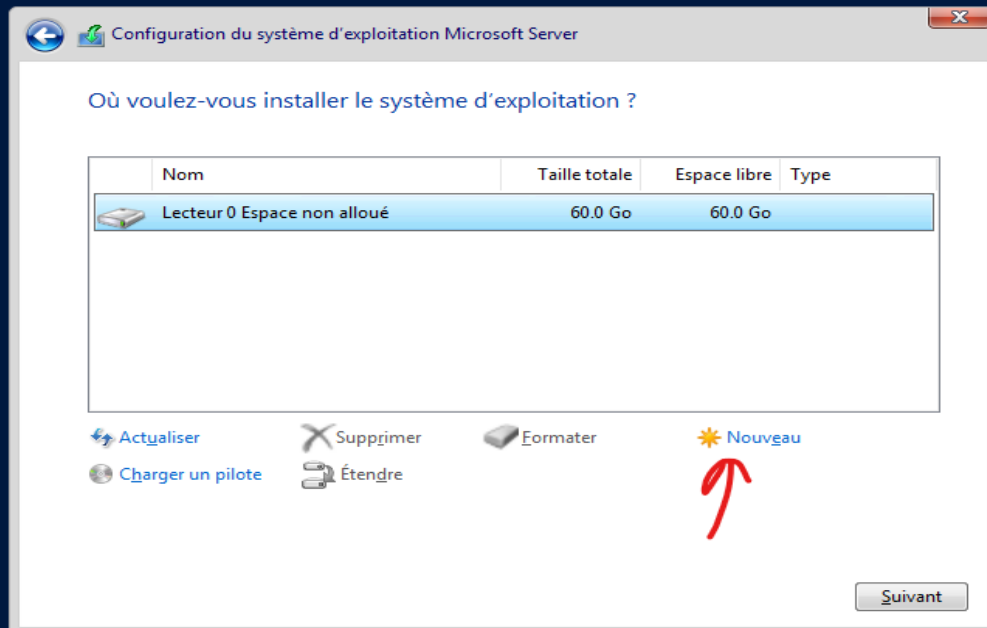 Configuration du système d'exploitation Microsoft Server
Où voulez-vous installer le système d'exploitation ?
Nom Taille totale Espace libre Type
Lecteur 0 Espace non alloué 60.0 Go 60.0 Go
Actualiser Supprimer Formater Nouveau
Charger un pilote Étendre
Suivant